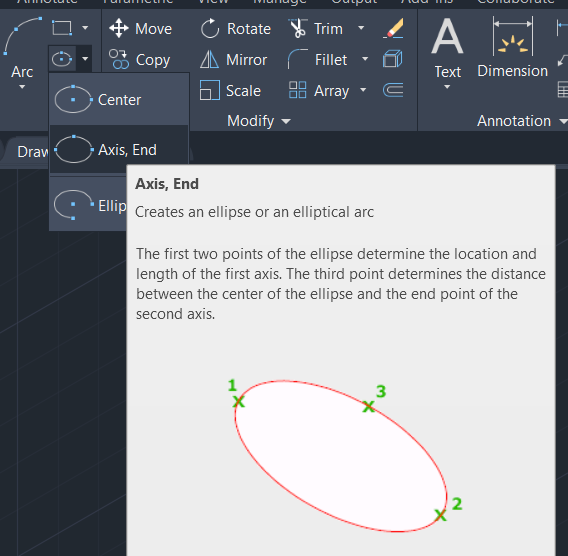 Annotate Parametric View Manage Output Add-ins Collaborate
Move Rotate Trim
Arc Copy Mirror Fillet Text Dimension
Scale Array
Modify Annotation
Center
Draw
Axis, End
Ellip
Axis, End
Creates an ellipse or an elliptical arc
The first two points of the ellipse determine the location and
length of the first axis. The third point determines the distance
between the center of the ellipse and the end point of the
second axis.
1
3
2